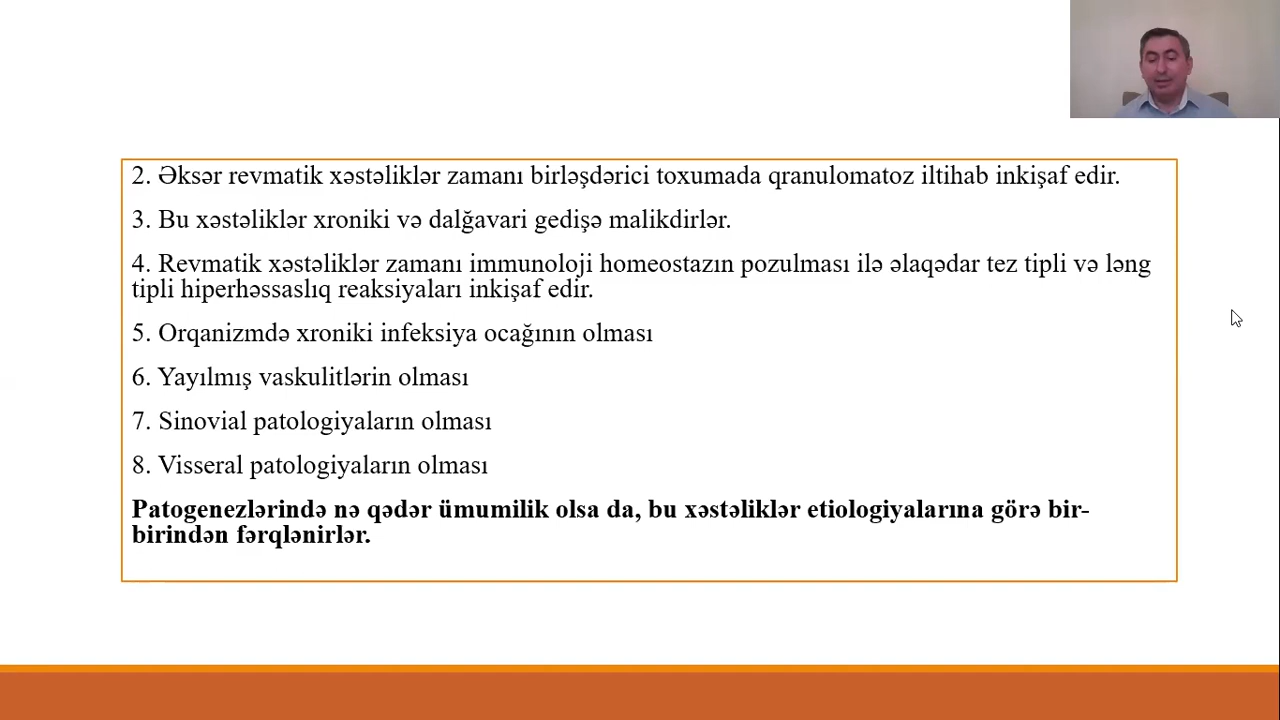 2. Əksər revmatik xəstəliklər zamanı birləşdərici toxumada qranulomatoz iltihab inkişaf edir.
3. Bu xəstəliklər xroniki və dalğavari gedişə malikdirlər.
4. Revmatik xəstəliklər zamanı immunoloji homeostazın pozulması ilə əlaqədar tez tipli və ləng
tipli hiperhəssaslıq reaksiyaları inkişaf edir.
5. Orqanizmdə xroniki infeksiya ocağının olması
6. Yayılmış vaskulitlərin olması
7. Sinovial patologiyaların olması
8. Visseral patologiyaların olması
Patogenezlərində nə qədər ümumilik olsa da, bu xəstəliklər etiologiyalarına görə bir-
birindən fərqlənirlər.